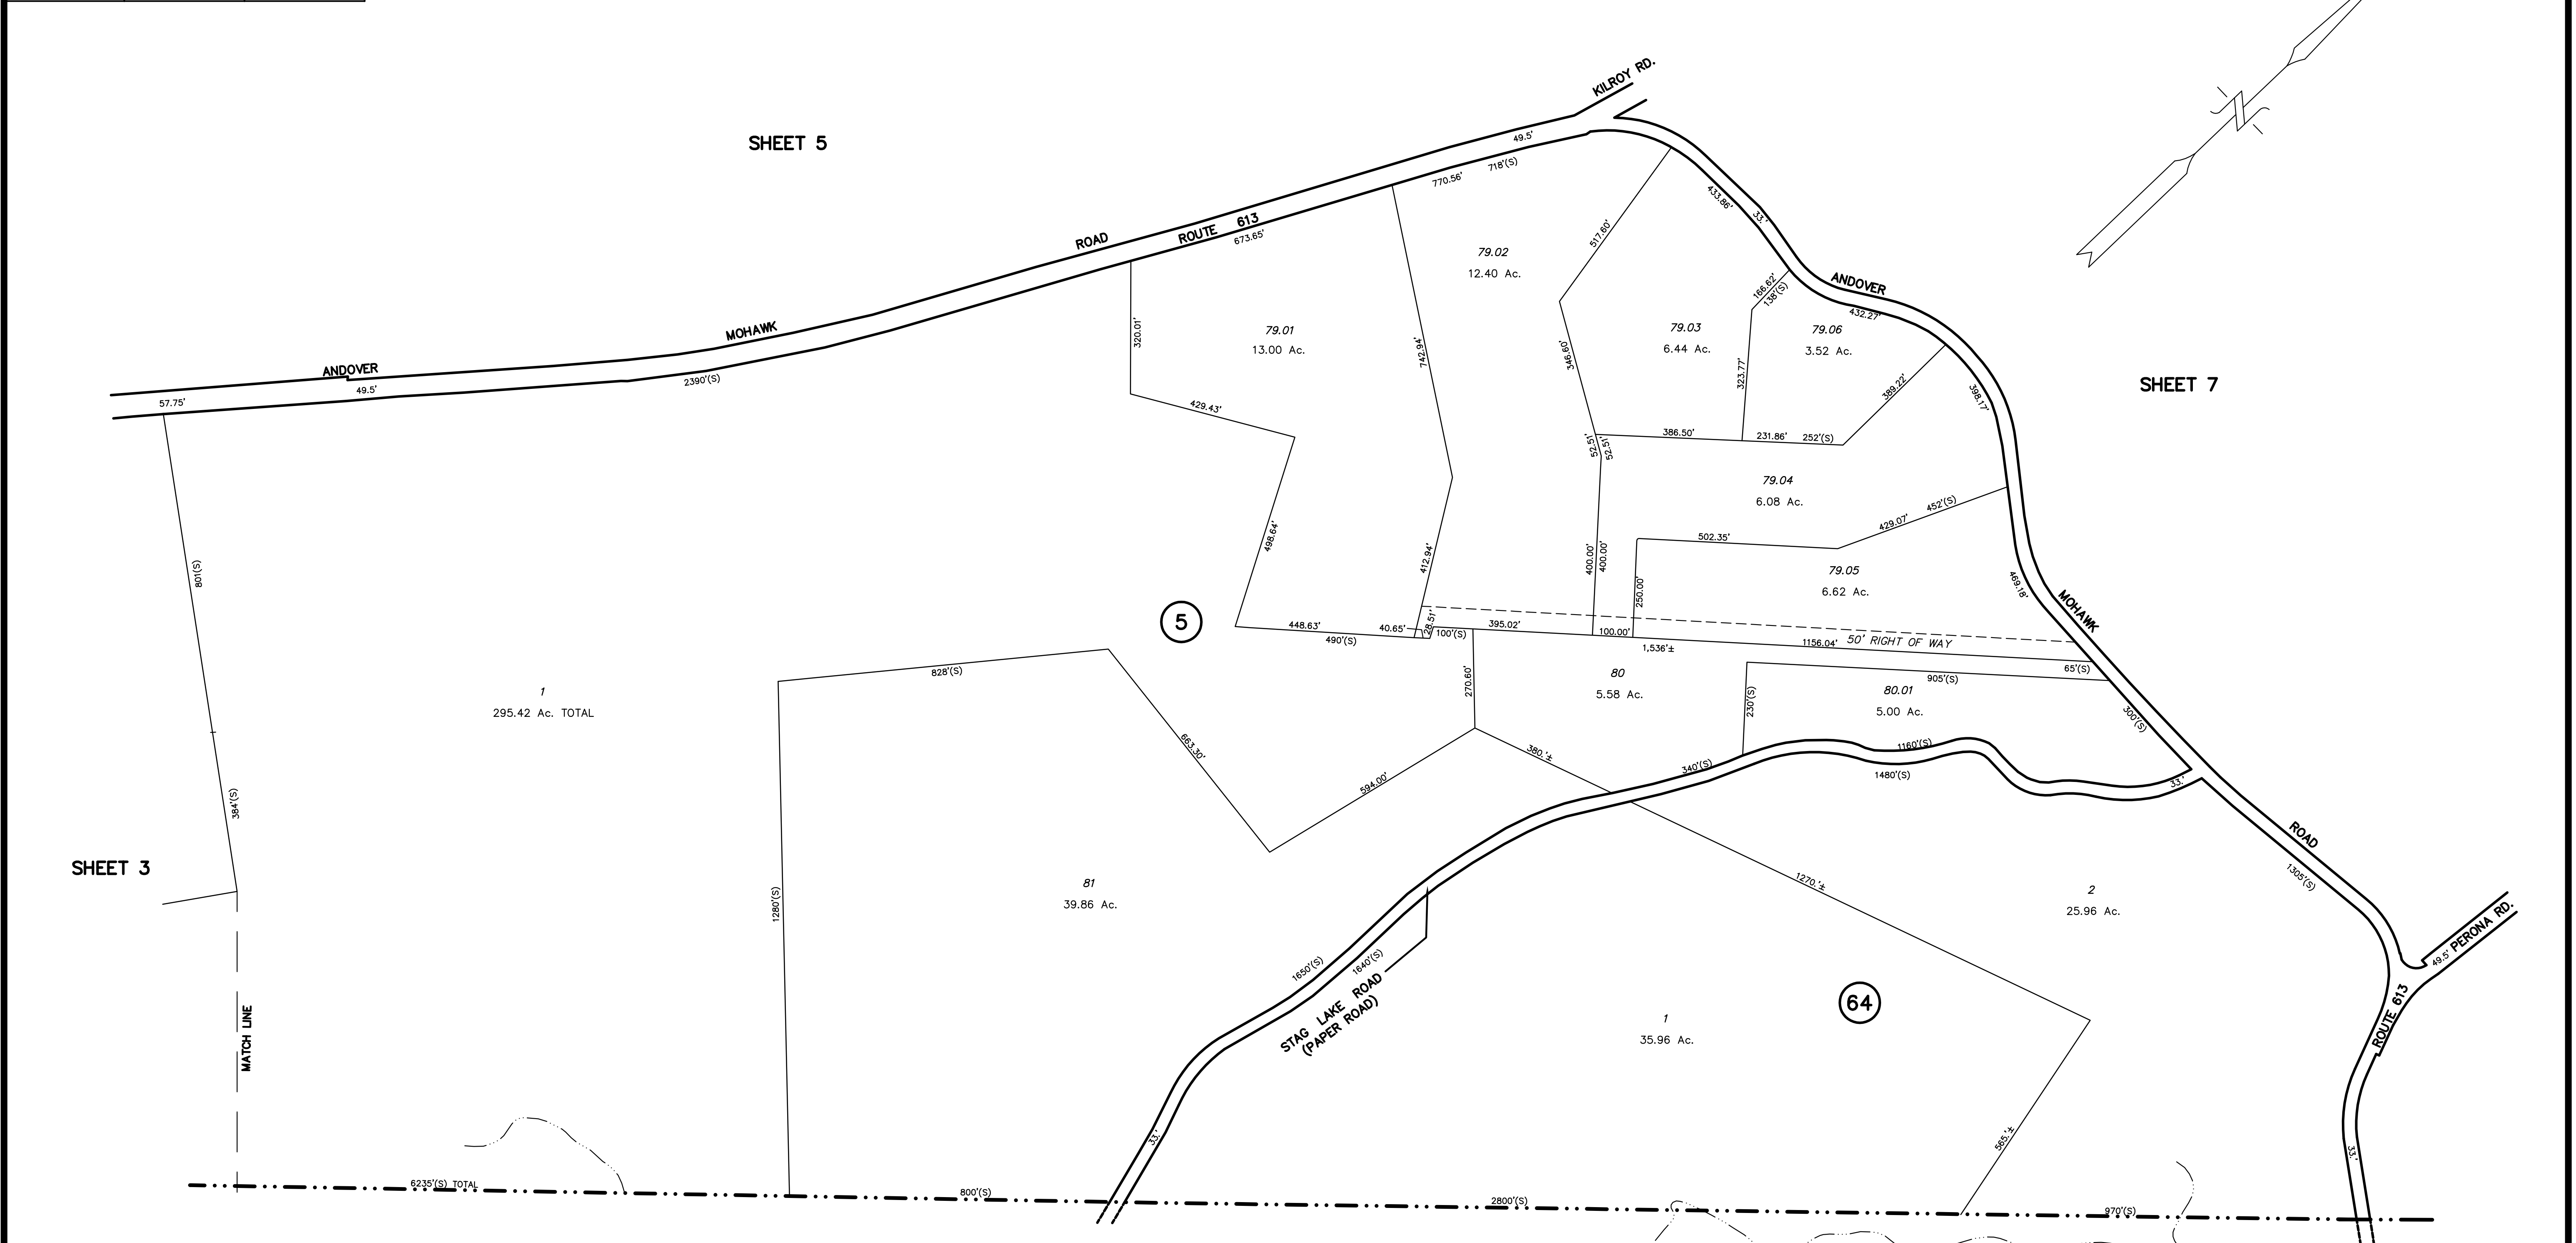 KILROY RD.
SHEET 5
49.5'
718'(S)
770.56'
ROAD
ROUTE 613
673.65'
433.86'
33.'
517.60'
79.02
12.40 Ac.
ANDOVER
432.27'
166.62'
138'(S)
MOHAWK
320.01'
79.01
13.00 Ac.
742.94'
346.60'
79.03
6.44 Ac.
79.06
3.52 Ac.
323.77'
389.22'
398.17'
ANDOVER
49.5'
57.75'
2390'(S)
SHEET 7
429.43'
386.50'
231.86'
252'(S)
52.51'
52.51'
79.04
6.08 Ac.
498.64'
452'(S)
429.07'
502.35'
412.94'
400.00'
400.00'
250.00'
79.05
6.62 Ac.
469.18'
MOHAWK
801(S)
5
448.63'
490'(S)
40.65'
28.51'
100'(S)
395.02'
100.00'
1,536'±
1156.04'
50' RIGHT OF WAY
65'(S)
828'(S)
270.60'
80
5.58 Ac.
905'(S)
80.01
5.00 Ac.
230'(S)
300'(S)
1
295.42 Ac. TOTAL
663.30'
594.00'
380.'±
340'(S)
1160'(S)
1480'(S)
33.'
384'(S)
ROAD
1305'(S)
SHEET 3
1280'(S)
81
39.86 Ac.
1270.'±
2
25.96 Ac.
49.5'
PERONA RD.
1650'(S)
1640'(S)
STAG LAKE ROAD
(PAPER ROAD)
64
1
35.96 Ac.
ROUTE 613
MATCH LINE
33.'
565.'±
33.'
6235'(S) TOTAL
800'(S)
2800'(S)
970'(S)